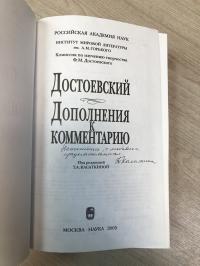 РОССИЙСКАЯ АКАДЕМИЯ НАУК
ИНСТИТУТ МИРОВОЙ ЛИТЕРАТУРЫ
им. А.М. ГОРЬКОГО
Комиссия по изучению творчества
Ф.М. Достоевского
ДОСТОЕВСКИЙ
ДОПОЛНЕНИЯ
К
КОММЕНТАРИЮ
Под редакцией
Т.А. КАСАТКИНОЙ
МОСКВА НАУКА 2005